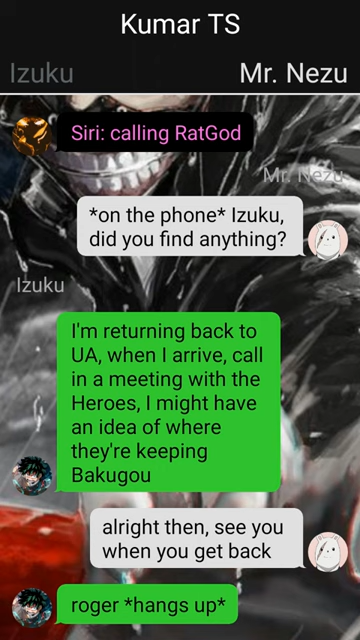 Kumar TS
Izuku
Mr. Nezu
Siri: calling RatGod
Mr. Nezu
*on the phone* Izuku,
did you find anything?
Izuku
I'm returning back to
UA, when I arrive, call
in a meeting with the
Heroes, I might have
an idea of where
they're keeping
Bakugou
alright then, see you
when you get back
roger *hangs up*